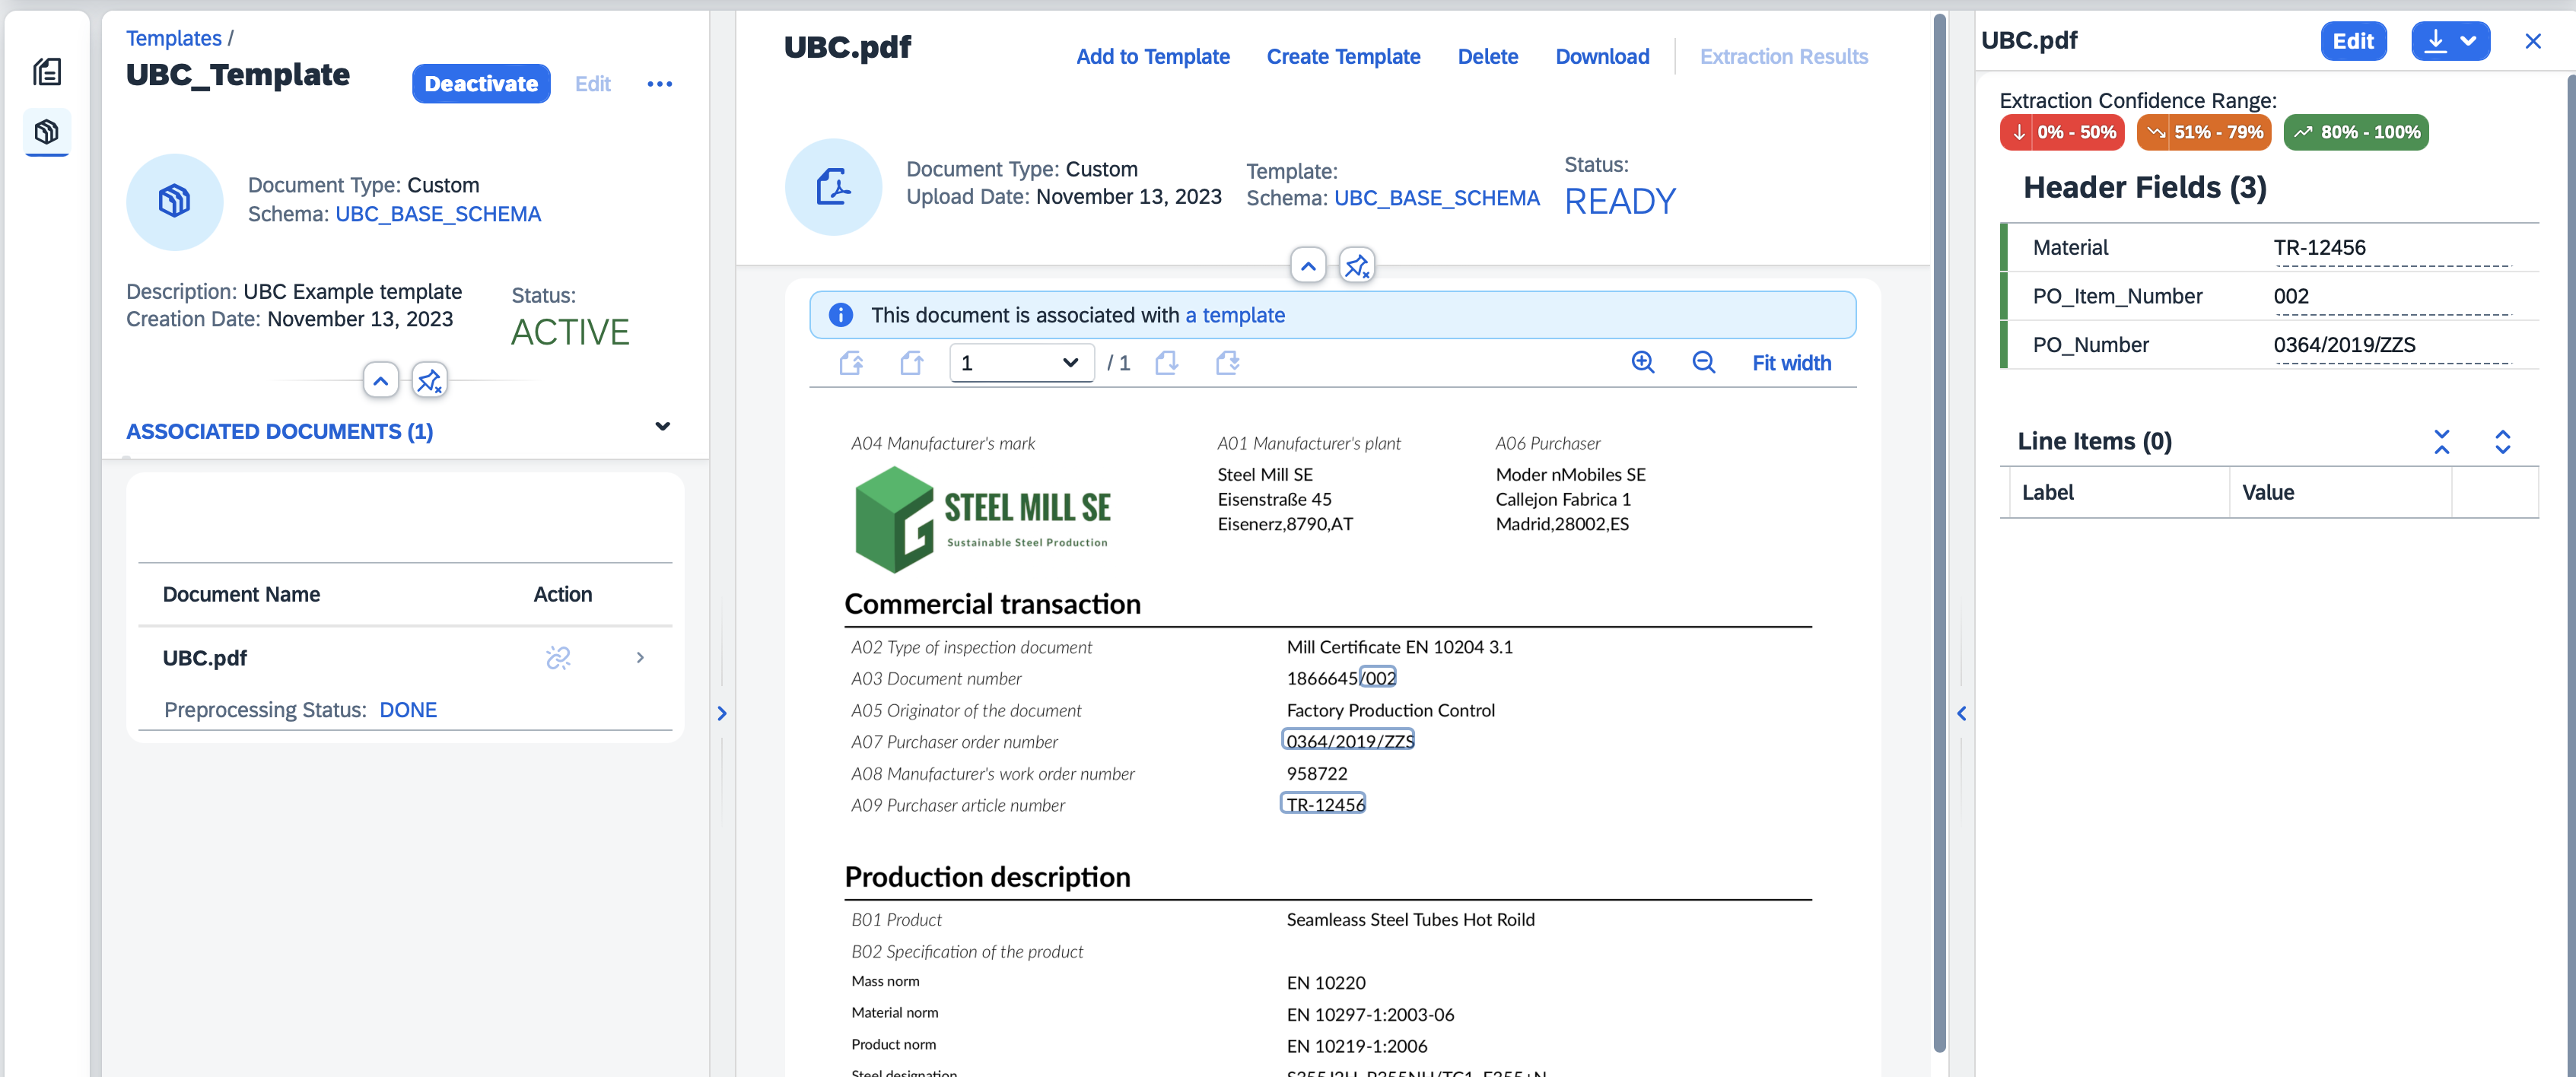 Templates /
UBC_Template
Deactivate
Edit
Document Type: Custom
Schema: UBC_BASE_SCHEMA
Description: UBC Example template
Creation Date: November 13, 2023
Status:
ACTIVE
ASSOCIATED DOCUMENTS (1)
Document Name Action
UBC.pdf
Preprocessing Status: DONE
UBC.pdf
Add to Template
Create Template
Delete
Download
Extraction Results
Document Type: Custom
Upload Date: November 13, 2023
Template:
Schema: UBC_BASE_SCHEMA
Status:
READY
This document is associated with a template
1 / 1
Fit width
A04 Manufacturer's mark
STEEL MILL SE
Sustainable Steel Production
A01 Manufacturer's plant
Steel Mill SE
Eisenstraße 45
Eisenerz,8790,AT
A06 Purchaser
Moder nMobiles SE
Callejon Fabrica 1
Madrid,28002,ES
Commercial transaction
A02 Type of inspection document Mill Certificate EN 10204 3.1
A03 Document number 1866645/002
A05 Originator of the document Factory Production Control
A07 Purchaser order number 0364/2019/ZZS
A08 Manufacturer's work order number 958722
A09 Purchaser article number TR-12456
Production description
B01 Product Seamleass Steel Tubes Hot Roild
B02 Specification of the product
Mass norm EN 10220
Material norm EN 10297-1:2003-06
Product norm EN 10219-1:2006
Steel designation
UBC.pdf
Edit
Extraction Confidence Range:
0% - 50%
51% - 79%
80% - 100%
Header Fields (3)
Material TR-12456
PO_Item_Number 002
PO_Number 0364/2019/ZZS
Line Items (0)
Label Value